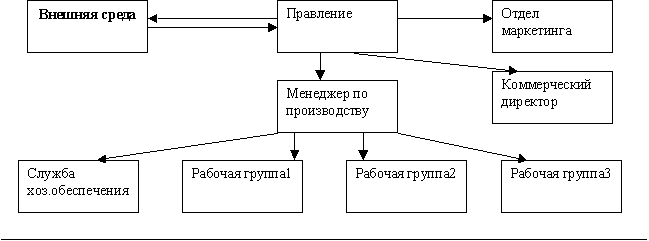 Внешняя среда
Правление
Отдел
маркетинга
Коммерческий
директор
Менеджер по
производству
Служба
хоз.обеспечения
Рабочая группа1
Рабочая группа2
Рабочая группа3